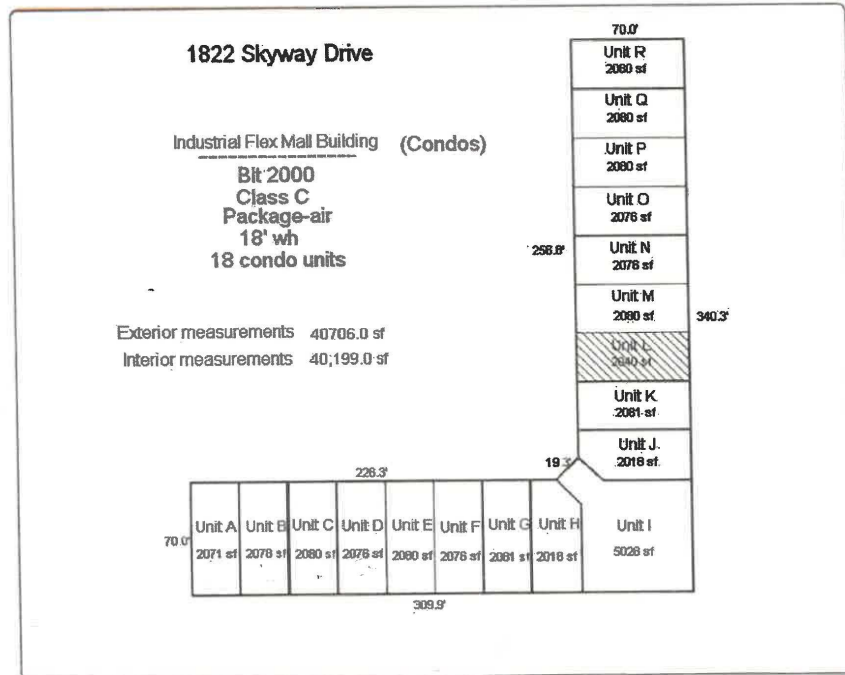 1822 Skyway Drive
Industrial Flex Mall Building (Condos)
Blt 2000
Class C
Package-air
18' wh
18 condo units
Exterior measurements 40706.0 sf
Interior measurements 40,199.0 sf
70.0'
Unit R
2080 sf
Unit Q
2080 sf
Unit P
2080 sf
Unit O
2076 sf
Unit N
2076 sf
Unit M
2080 sf
Unit L
2040 sf
Unit K
2081 sf
Unit J
2018 sf
256.8'
340.3'
19.3'
226.3'
70.0'
Unit A
2071 sf
Unit B
2076 sf
Unit C
2080 sf
Unit D
2076 sf
Unit E
2080 sf
Unit F
2076 sf
Unit G
2081 sf
Unit H
2018 sf
Unit I
5026 sf
309.9'